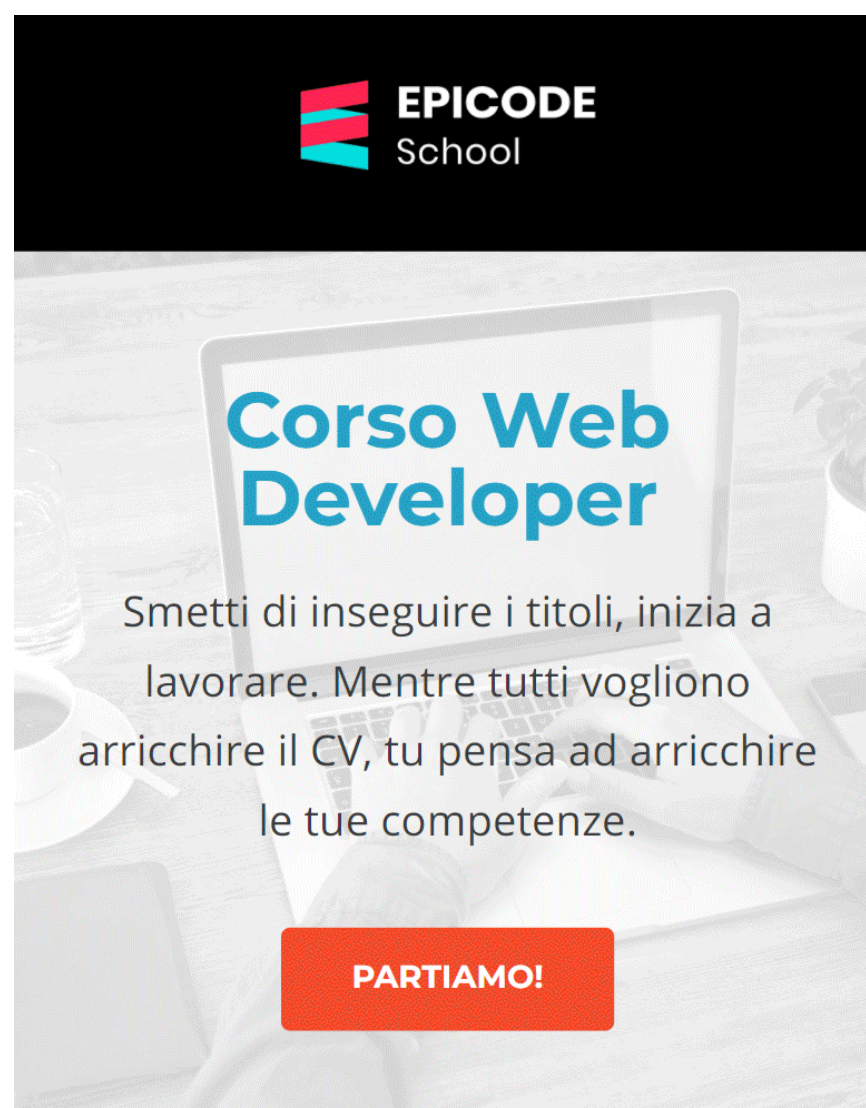 EPICODE
School
Corso Web
Developer
Smetti di inseguire i titoli, inizia a
lavorare. Mentre tutti vogliono
arricchire il CV, tu pensa ad arricchire
le tue competenze.
PARTIAMO!